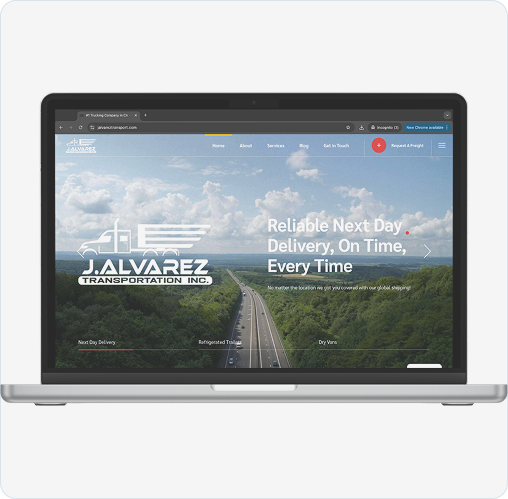 #1 Trucking Company in CA -
jalvareztransport.com
Incognito (3)
New Chrome available
J.ALVAREZ
Home
About
Services
Blog
Get in Touch
Request A Freight
Reliable Next Day
Delivery, On Time,
Every Time
No matter the location we got you covered with our global shipping!
J.ALVAREZ
TRANSPORTATION INC.
Next Day Delivery
Refrigerated Trailers
Dry Vans